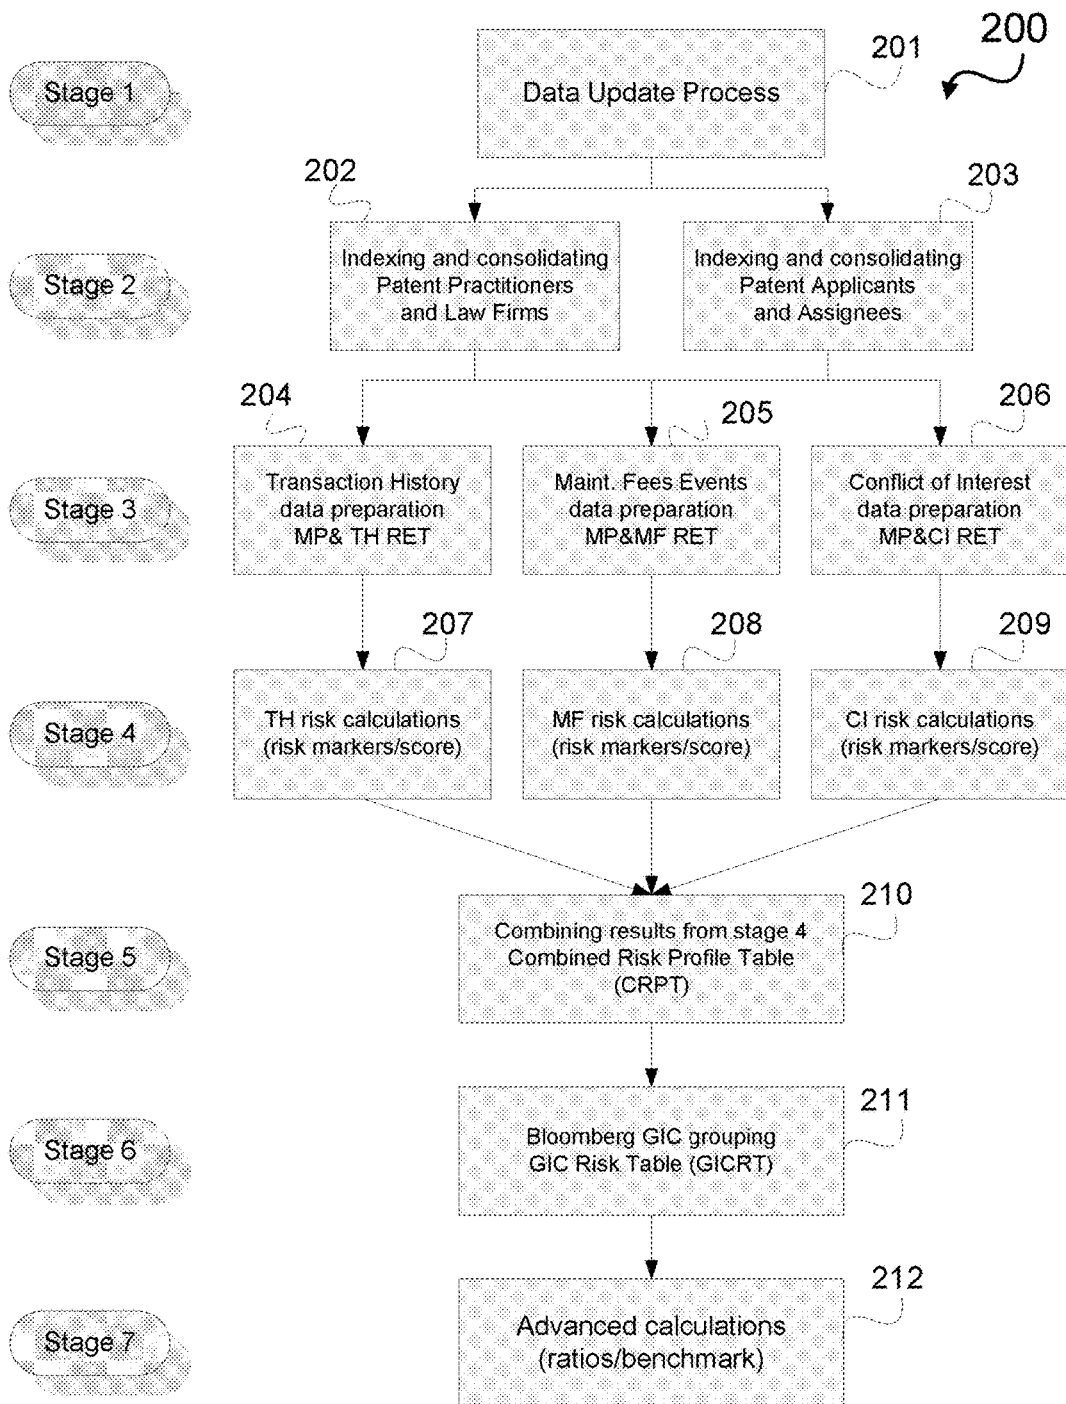 200
201
Stage 1
Data Update Process
202
203
Stage 2
Indexing and consolidating
Patent Practitioners
and Law Firms
Indexing and consolidating
Patent Applicants
and Assignees
204
205
206
Stage 3
Transaction History
data preparation
MP& TH RET
Maint. Fees Events
data preparation
MP&MF RET
Conflict of Interest
data preparation
MP&CI RET
207
208
209
Stage 4
TH risk calculations
(risk markers/score)
MF risk calculations
(risk markers/score)
CI risk calculations
(risk markers/score)
210
Stage 5
Combining results from stage 4
Combined Risk Profile Table
(CRPT)
211
Stage 6
Bloomberg GIC grouping
GIC Risk Table (GICRT)
212
Stage 7
Advanced calculations
(ratios/benchmark)